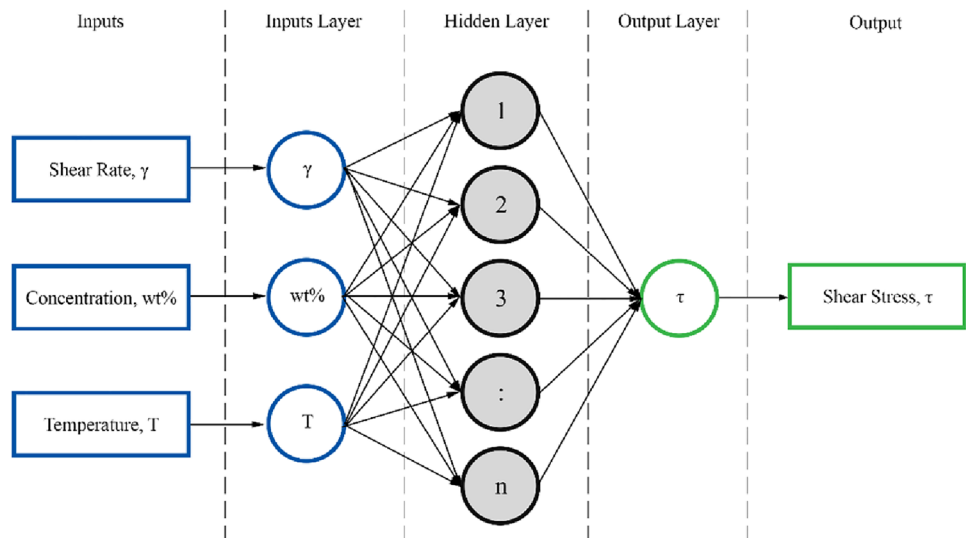 Inputs
Inputs Layer
Hidden Layer
Output Layer
Output
Shear Rate, γ
Concentration, wt%
Temperature, T
γ
wt%
T
1
2
3
:
n
τ
Shear Stress, τ